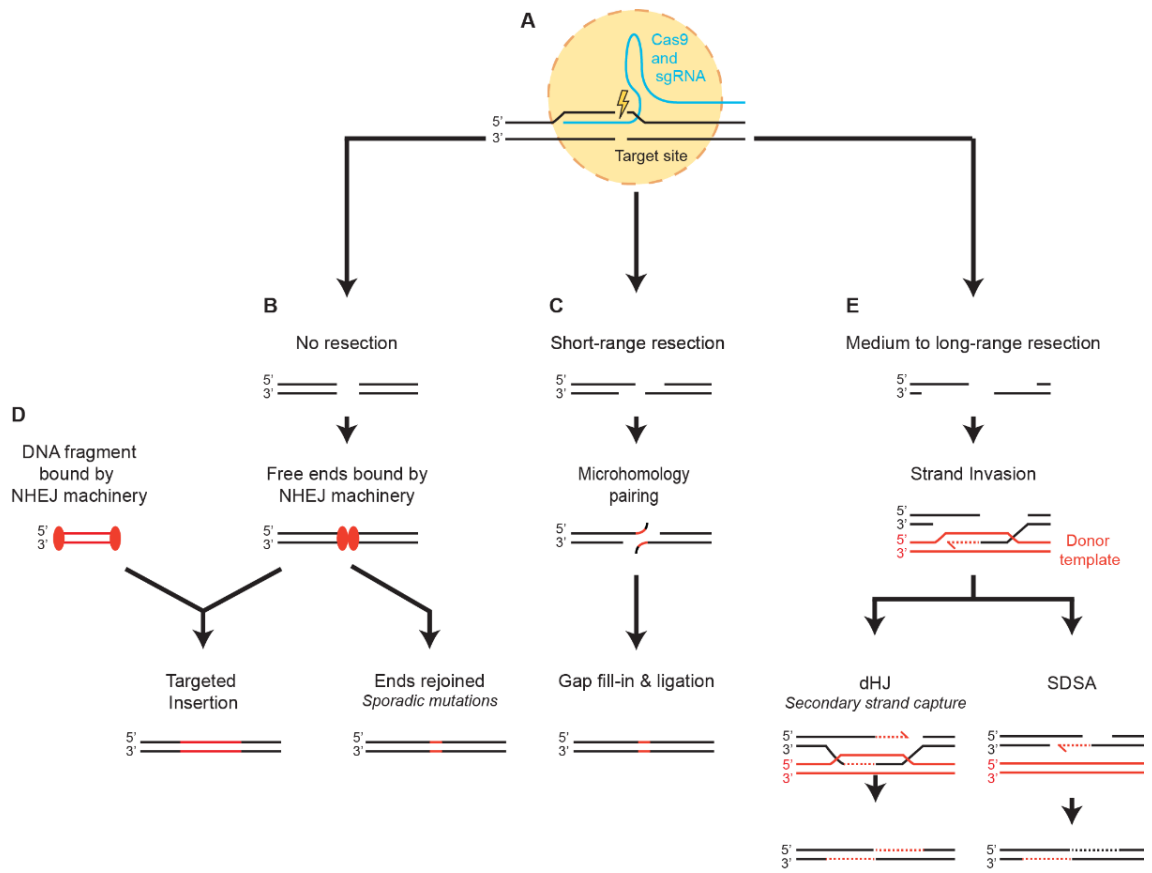 A
Cas9
and
sgRNA
5'
3'
Target site
B
No resection
5'
3'
C
Short-range resection
5'
3'
E
Medium to long-range resection
5'
3'
D
DNA fragment
bound by
NHEJ machinery
5'
3'
Free ends bound by
NHEJ machinery
5'
3'
Microhomology
pairing
5'
3'
Strand Invasion
5'
3'
5'
3'
Donor
template
Targeted
Insertion
5'
3'
Ends rejoined
Sporadic mutations
5'
3'
Gap fill-in & ligation
5'
3'
dHJ
Secondary strand capture
5'
3'
5'
3'
5'
3'
SDSA
5'
3'
5'
3'
5'
3'